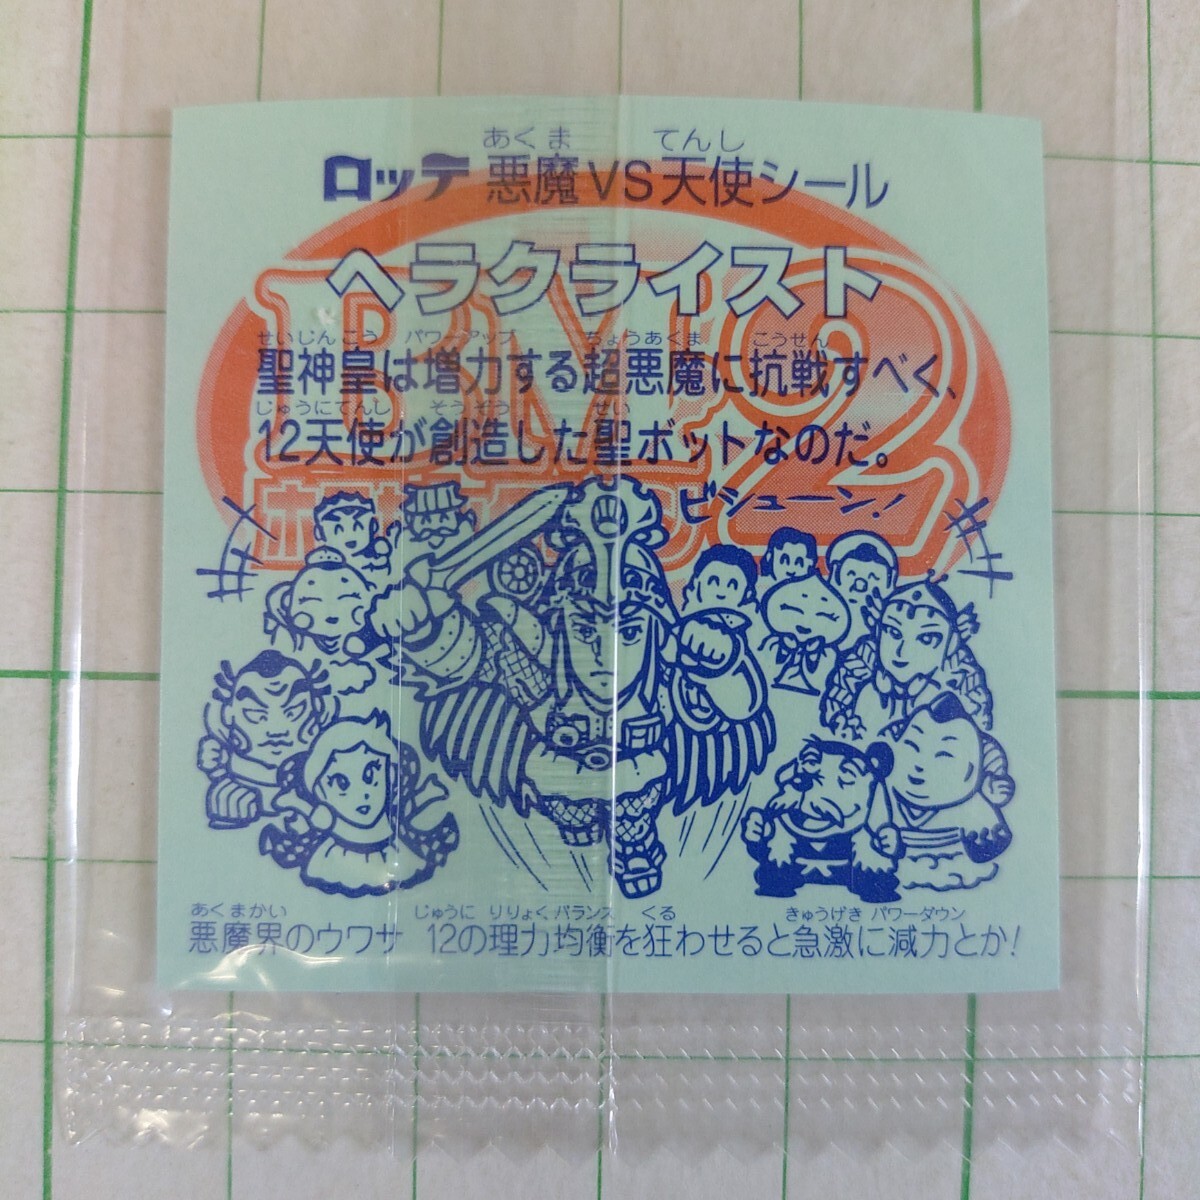 あくま てんし
ロッテ 悪魔VS天使シール
ヘラクライスト
せいじんこう パワーアップ ちょうあくま こうせん
聖神皇は増力する超悪魔に抗戦すべく、
じゅうにてんし そうぞう せい
12天使が創造した聖ボットなのだ。
BM2
ビシューン!
あくまかい じゅうに りりょく バランス くる きゅうげき パワーダウン
悪魔界のウワサ 12の理力均衡を狂わせると急激に減力とか!